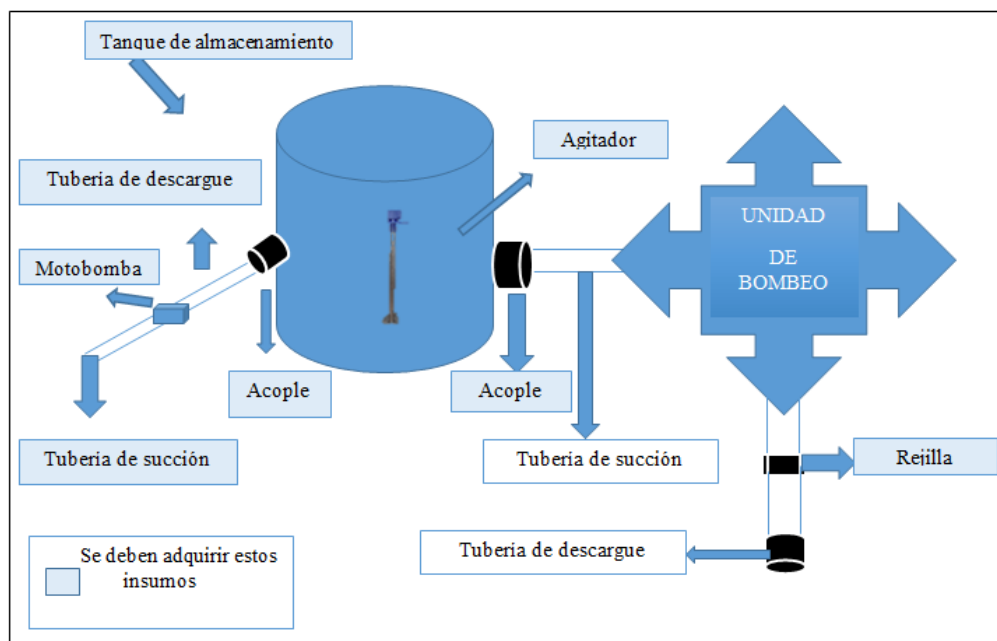 Tanque de almacenamiento
Agitador
Tuberia de descargue
UNIDAD
DE
BOMBEO
Motobomba
Acople
Acople
Tuberia de succión
Tuberia de succión
Rejilla
Tuberia de descargue
Se deben adquirir estos
insumos